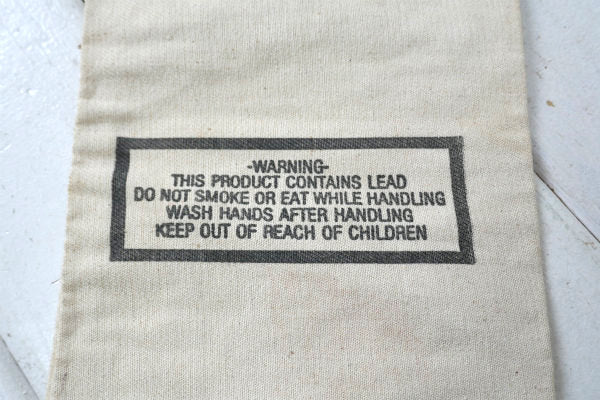 -WARNING-
THIS PRODUCT CONTAINS LEAD
DO NOT SMOKE OR EAT WHILE HANDLING
WASH HANDS AFTER HANDLING
KEEP OUT OF REACH OF CHILDREN